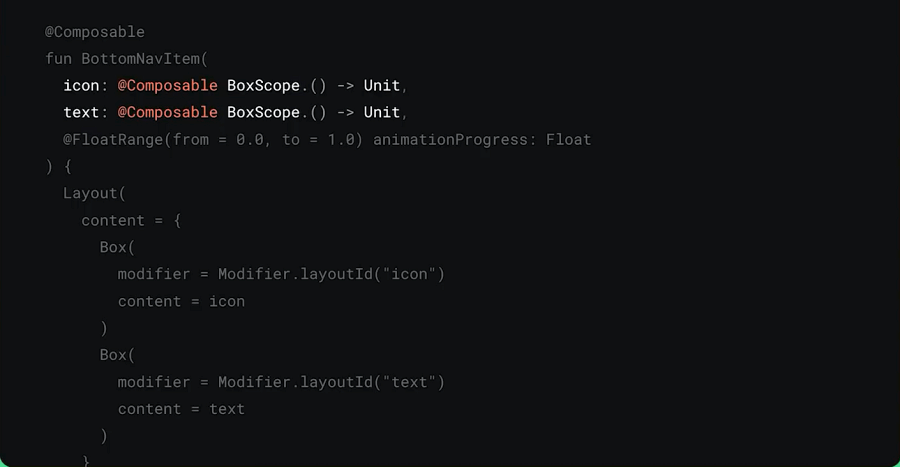 @Composable
fun BottomNavItem(
  icon: @Composable BoxScope.() -> Unit,
  text: @Composable BoxScope.() -> Unit,
  @FloatRange(from = 0.0, to = 1.0) animationProgress: Float
) {
  Layout(
    content = {
      Box(
        modifier = Modifier.layoutId("icon")
        content = icon
      )
      Box(
        modifier = Modifier.layoutId("text")
        content = text
      )
    }